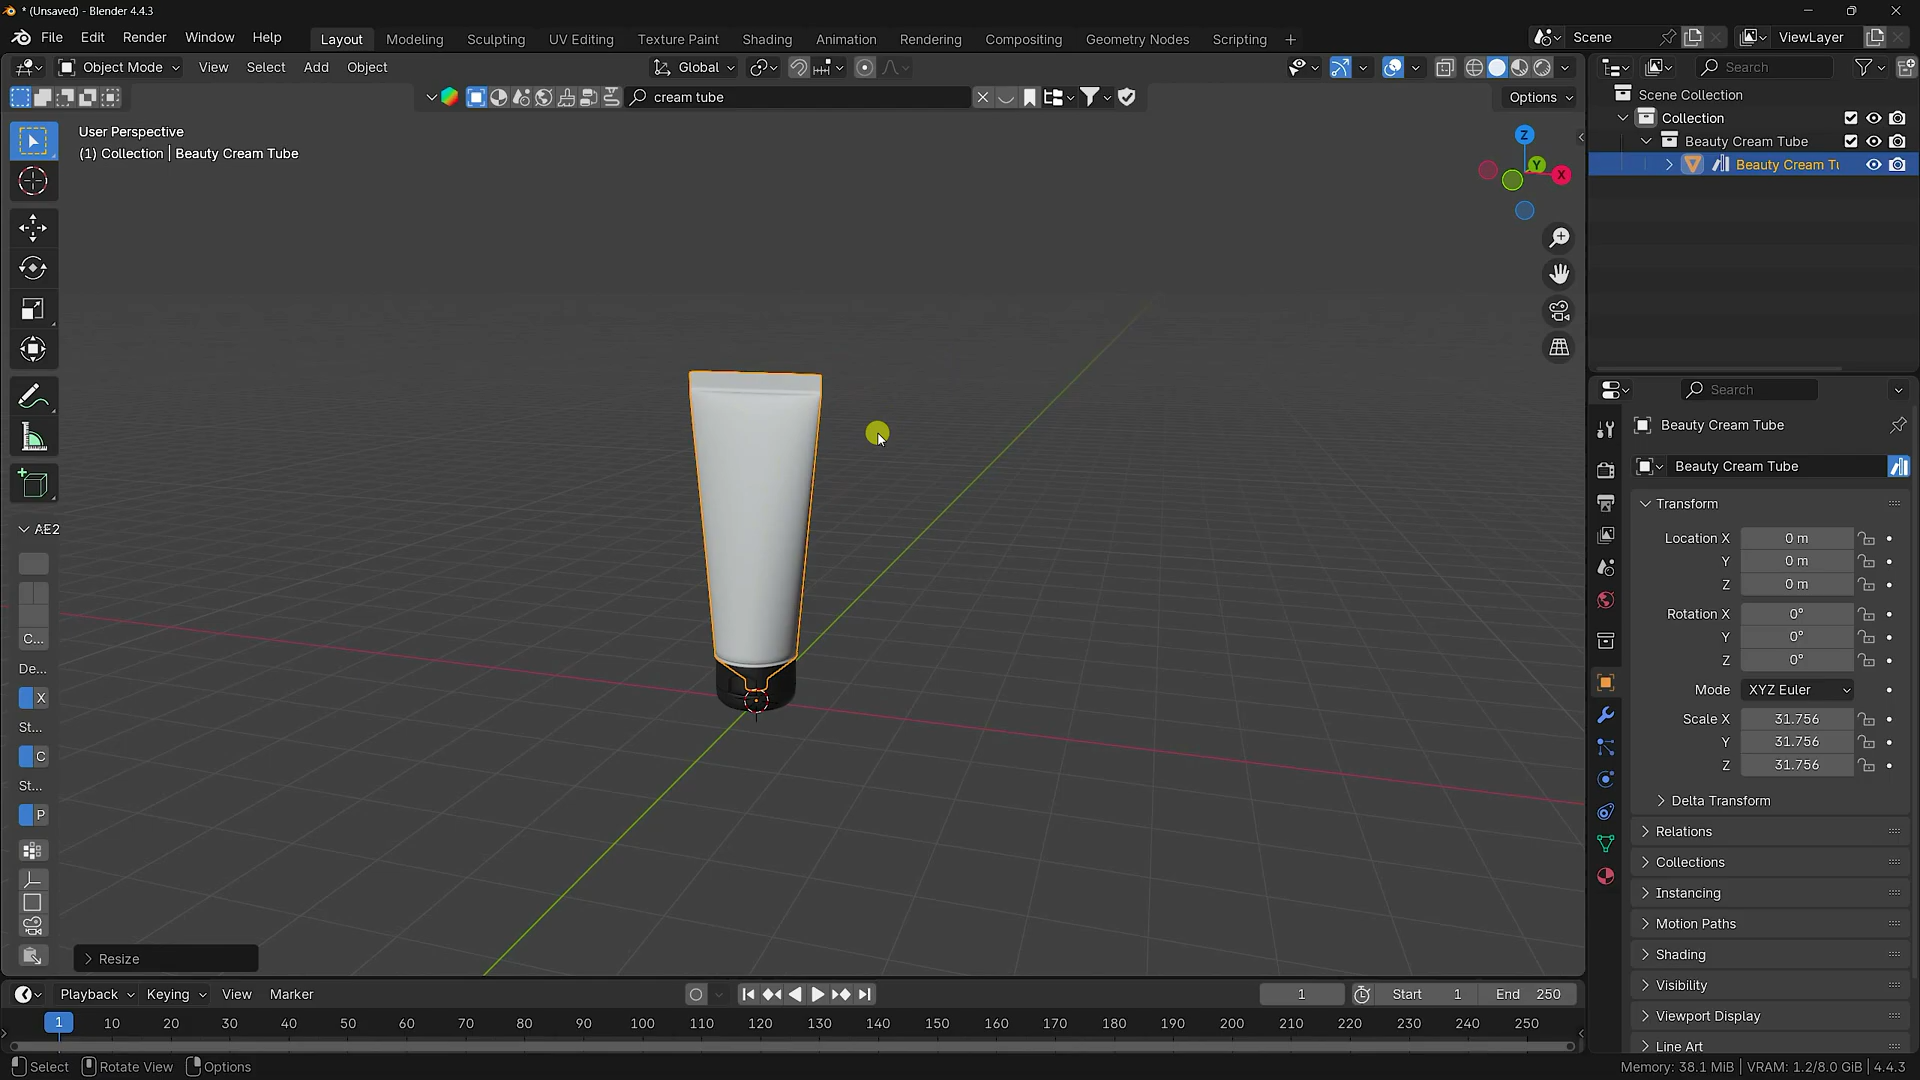 * (Unsaved) - Blender 4.4.3
File Edit Render Window Help Layout Modeling Sculpting UV Editing Texture Paint Shading Animation Rendering Compositing Geometry Nodes Scripting + Scene ViewLayer
Object Mode View Select Add Object Global Search
cream tube Options
User Perspective
(1) Collection | Beauty Cream Tube
Z
Y
X
Scene Collection
Collection
Beauty Cream Tube
Beauty Cream Tu
Search
Beauty Cream Tube
Beauty Cream Tube
Transform
Location X 0 m
Y 0 m
Z 0 m
Rotation X 0°
Y 0°
Z 0°
Mode XYZ Euler
Scale X 31.756
Y 31.756
Z 31.756
Delta Transform
Relations
Collections
Instancing
Motion Paths
Shading
Visibility
Viewport Display
Line Art
AE2
C...
De...
X
St...
C
St...
P
Resize
Playback Keying View Marker 1 Start 1 End 250
1 10 20 30 40 50 60 70 80 90 100 110 120 130 140 150 160 170 180 190 200 210 220 230 240 250
Select Rotate View Options Memory: 38.1 MiB | VRAM: 1.2/8.0 GiB | 4.4.3